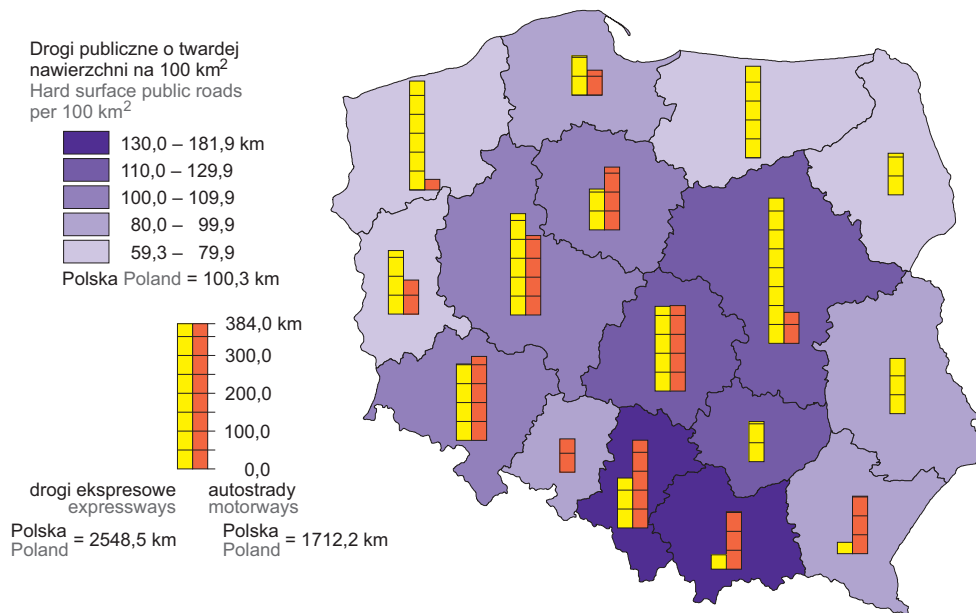 Drogi publiczne o twardej
nawierzchni na 100 km²
Hard surface public roads
per 100 km²
130,0 – 181,9 km
110,0 – 129,9
100,0 – 109,9
80,0 – 99,9
59,3 – 79,9
Polska Poland = 100,3 km
384,0 km
300,0
200,0
100,0
0,0
drogi ekspresowe autostrady
expressways motorways
Polska
Poland = 2548,5 km
Polska
Poland = 1712,2 km